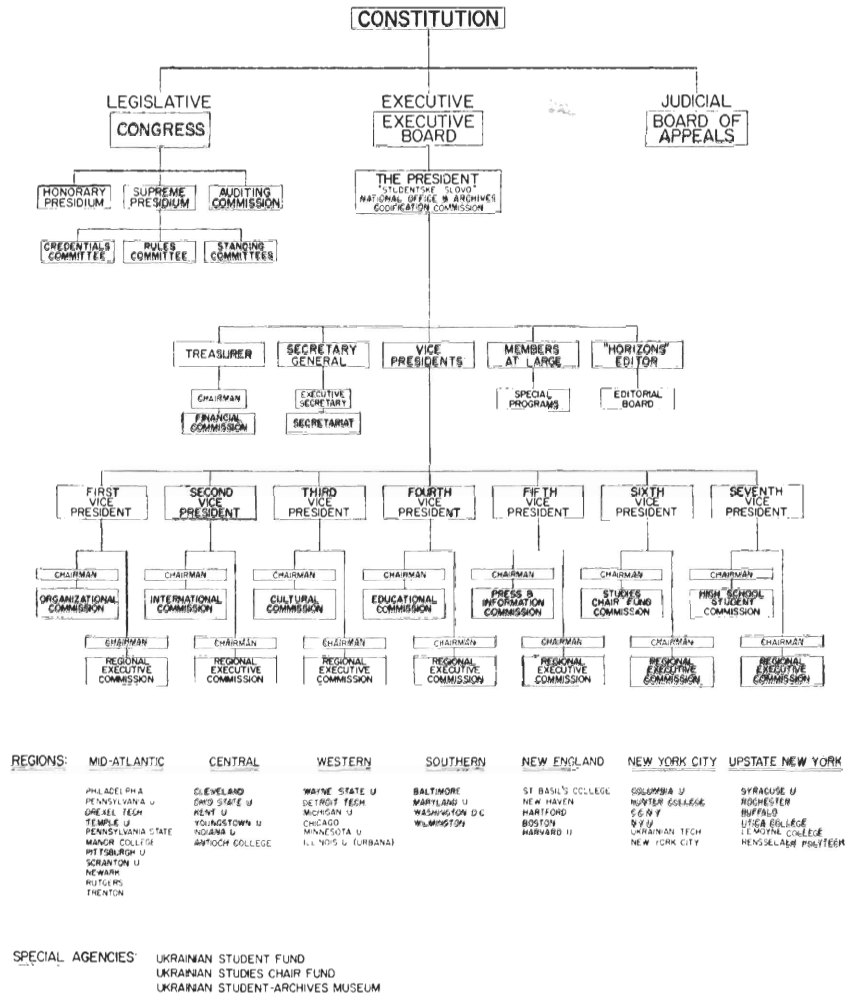 CONSTITUTION
LEGISLATIVE
CONGRESS
EXECUTIVE
EXECUTIVE
BOARD
JUDICIAL
BOARD OF
APPEALS
HONORARY
PRESIDIUM
SUPREME
PRESIDIUM
AUDITING
COMMISSION
THE PRESIDENT
"STUDENTSKE SLOVO"
NATIONAL OFFICE & ARCHIVES
CODIFICATION COMMISSION
CREDENTIALS
COMMITTEE
RULES
COMMITTEE
STANDING
COMMITTEES
TREASURER
SECRETARY
GENERAL
VICE
PRESIDENTS
MEMBERS
AT LARGE
"HORIZONS"
EDITOR
CHAIRMAN
FINANCIAL
COMMISSION
EXECUTIVE
SECRETARY
SECRETARIAT
SPECIAL
PROGRAMS
EDITORIAL
BOARD
FIRST
VICE
PRESIDENT
SECOND
VICE
PRESIDENT
THIRD
VICE
PRESIDENT
FOURTH
VICE
PRESIDENT
FIFTH
VICE
PRESIDENT
SIXTH
VICE
PRESIDENT
SEVENTH
VICE
PRESIDENT
CHAIRMAN
ORGANIZATIONAL
COMMISSION
CHAIRMAN
INTERNATIONAL
COMMISSION
CHAIRMAN
CULTURAL
COMMISSION
CHAIRMAN
EDUCATIONAL
COMMISSION
CHAIRMAN
PRESS &
INFORMATION
COMMISSION
CHAIRMAN
STUDIES
CHAIR FUND
COMMISSION
CHAIRMAN
HIGH SCHOOL
STUDENT
COMMISSION
CHAIRMAN
REGIONAL
EXECUTIVE
COMMISSION
CHAIRMAN
REGIONAL
EXECUTIVE
COMMISSION
CHAIRMAN
REGIONAL
EXECUTIVE
COMMISSION
CHAIRMAN
REGIONAL
EXECUTIVE
COMMISSION
CHAIRMAN
REGIONAL
EXECUTIVE
COMMISSION
CHAIRMAN
REGIONAL
EXECUTIVE
COMMISSION
CHAIRMAN
REGIONAL
EXECUTIVE
COMMISSION
REGIONS:
MID-ATLANTIC
PHILADELPHIA
PENNSYLVANIA U
DREXEL TECH
TEMPLE U
PENNSYLVANIA STATE
MANOR COLLEGE
PITTSBURGH U
SCRANTON U
NEWARK
RUTGERS
TRENTON
CENTRAL
CLEVELAND
OHIO STATE U
KENT U
YOUNGSTOWN U
INDIANA U
ANTIOCH COLLEGE
WESTERN
WAYNE STATE U
DETROIT TECH
MICHIGAN U
CHICAGO
MINNESOTA U
ILLINOIS U (URBANA)
SOUTHERN
BALTIMORE
MARYLAND U
WASHINGTON D C
WILMINGTON
NEW ENGLAND
ST BASIL'S COLLEGE
NEW HAVEN
HARTFORD
BOSTON
HARVARD U
NEW YORK CITY
COLUMBIA U
HUNTER COLLEGE
C C N Y
N Y U
UKRAINIAN TECH
NEW YORK CITY
UPSTATE NEW YORK
SYRACUSE U
ROCHESTER
BUFFALO
UTICA COLLEGE
LEMOYNE COLLEGE
RENSSELAER POLYTECH
SPECIAL AGENCIES:
UKRAINIAN STUDENT FUND
UKRAINIAN STUDIES CHAIR FUND
UKRAINIAN STUDENT-ARCHIVES MUSEUM